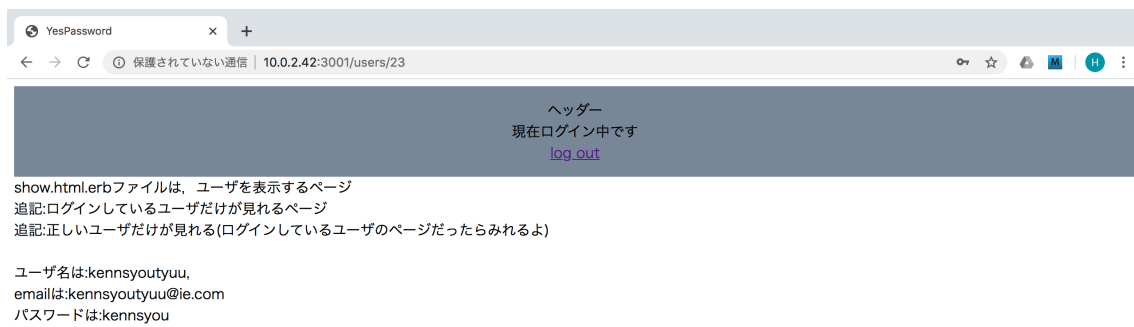 YesPassword
保護されていない通信 10.0.2.42:3001/users/23
M H
ヘッダー
現在ログイン中です
log out
show.html.erbファイルは，ユーザを表示するページ
追記:ログインしているユーザだけが見れるページ
追記:正しいユーザだけが見れる(ログインしているユーザのページだったらみれるよ)
ユーザ名は:kennsyoutyuu,
emailは:kennsyoutyuu@ie.com
パスワードは:kennsyou